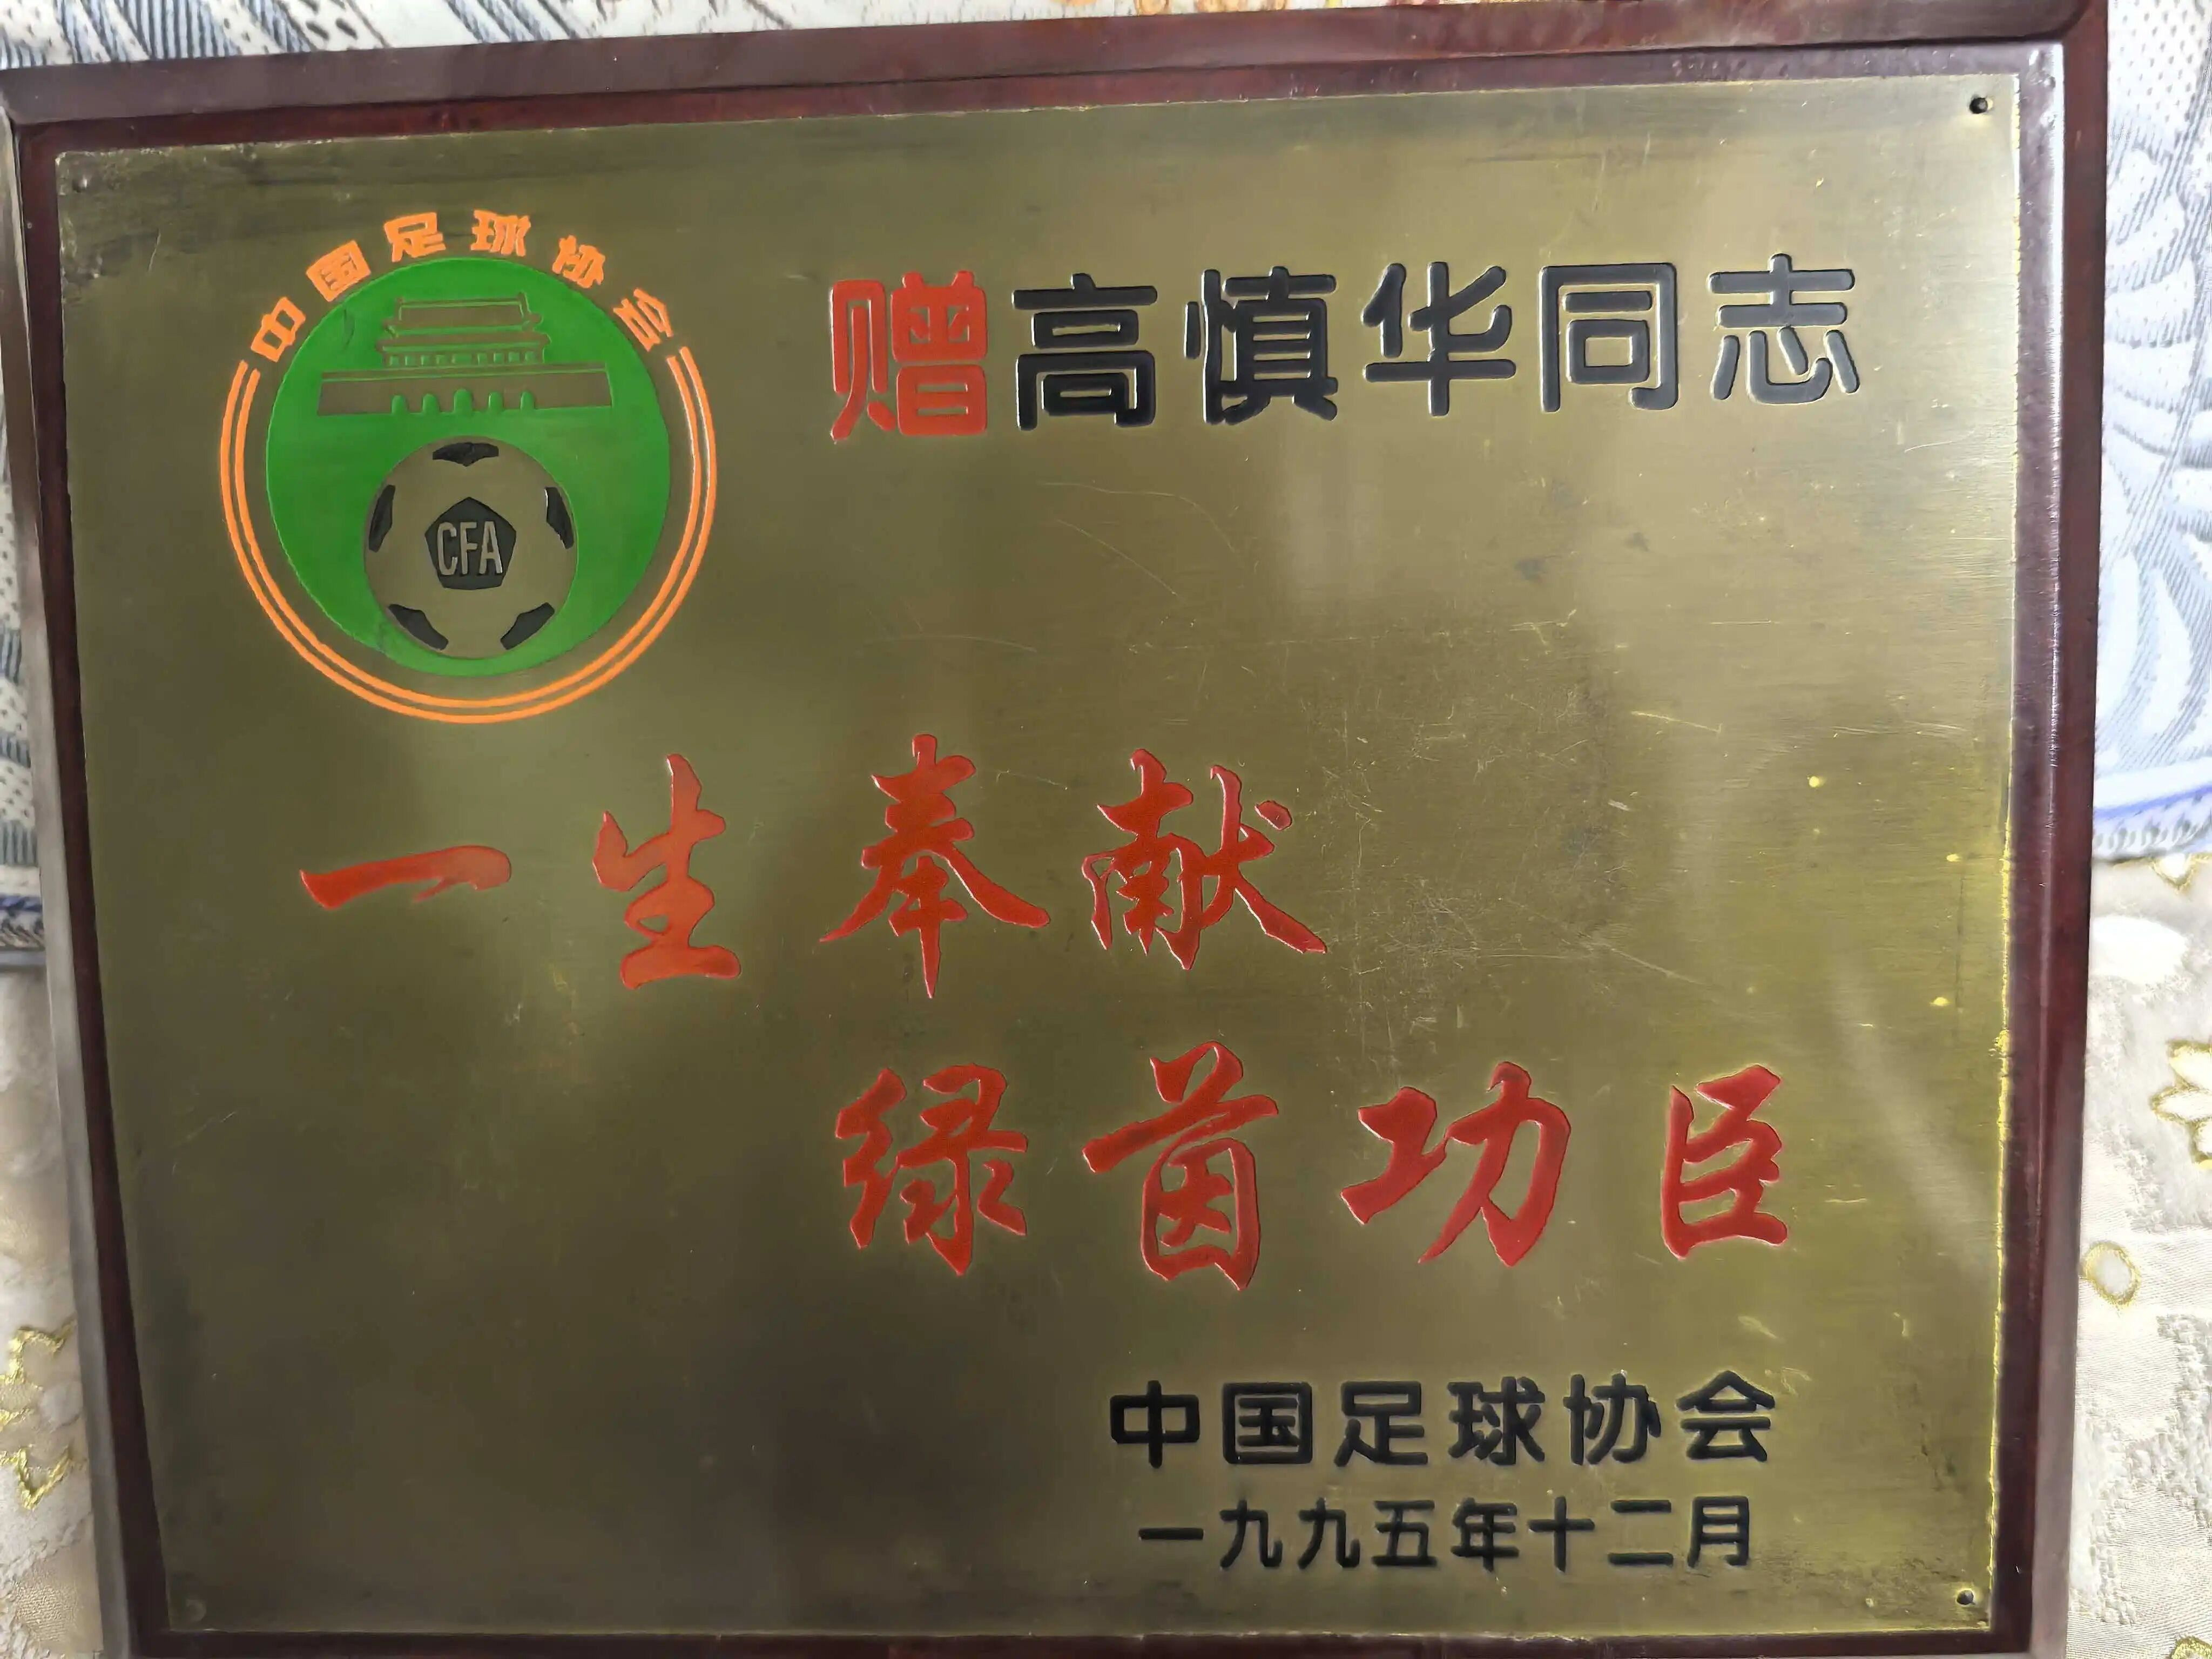 中国足球协会
CFA
赠高慎华同志
一生奉献
绿茵功臣
中国足球协会
一九九五年十二月